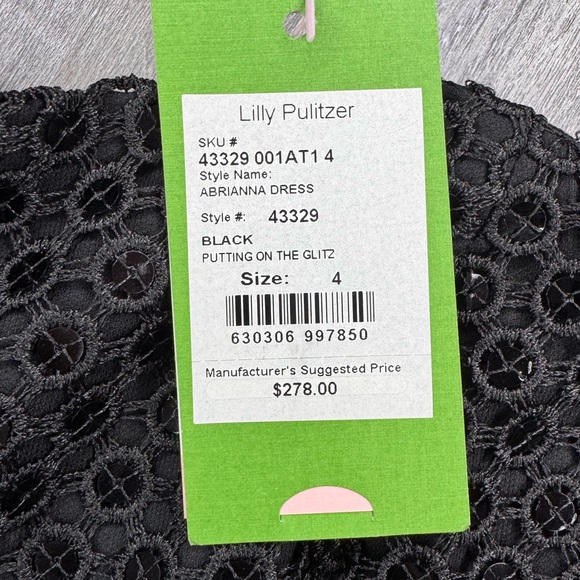 Lilly Pulitzer
SKU #
43329 001AT1 4
Style Name:
ABRIANNA DRESS
Style #: 43329
BLACK
PUTTING ON THE GLITZ
Size: 4
630306 997850
Manufacturer's Suggested Price
$278.00